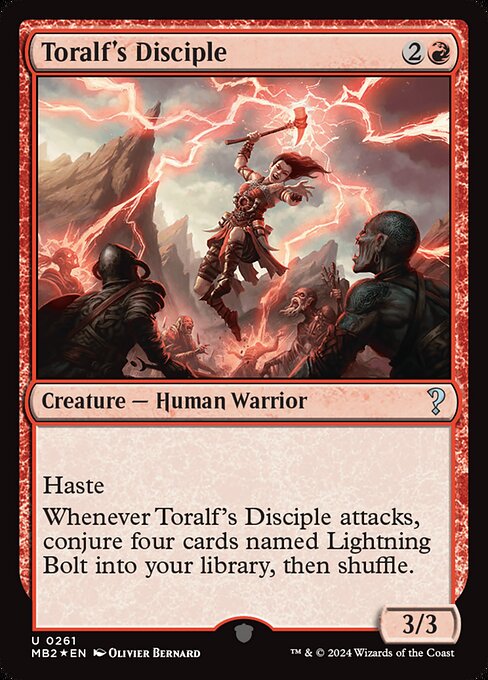 Toralf's Disciple 2
Creature — Human Warrior
Haste
Whenever Toralf's Disciple attacks,
conjure four cards named Lightning
Bolt into your library, then shuffle.
3/3
U 0261
MB2★EN Olivier Bernard
™ & © 2024 Wizards of the Coast